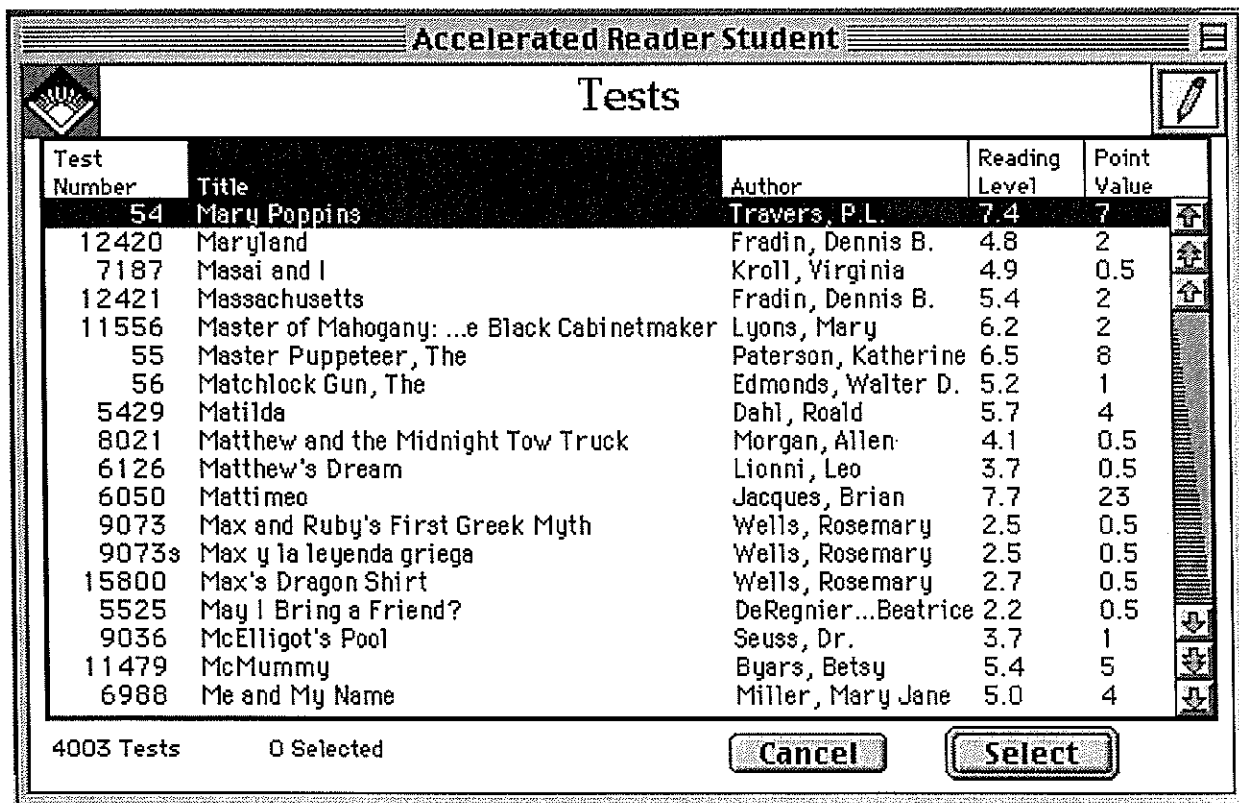 Accelerated Reader Student
Tests
Test Number Title Author Reading Level Point Value
54 Mary Poppins Travers, P.L. 7.4 7
12420 Maryland Fradin, Dennis B. 4.8 2
7187 Masai and I Kroll, Virginia 4.9 0.5
12421 Massachusetts Fradin, Dennis B. 5.4 2
11556 Master of Mahogany: ...e Black Cabinetmaker Lyons, Mary 6.2 2
55 Master Puppeteer, The Paterson, Katherine 6.5 8
56 Matchlock Gun, The Edmonds, Walter D. 5.2 1
5429 Matilda Dahl, Roald 5.7 4
8021 Matthew and the Midnight Tow Truck Morgan, Allen 4.1 0.5
6126 Matthew's Dream Lionni, Leo 3.7 0.5
6050 Mattimeo Jacques, Brian 7.7 23
9073 Max and Ruby's First Greek Myth Wells, Rosemary 2.5 0.5
9073s Max y la leyenda griega Wells, Rosemary 2.5 0.5
15800 Max's Dragon Shirt Wells, Rosemary 2.7 0.5
5525 May I Bring a Friend? DeRegnier...Beatrice 2.2 0.5
9036 McElligot's Pool Seuss, Dr. 3.7 1
11479 McMummy Byars, Betsy 5.4 5
6988 Me and My Name Miller, Mary Jane 5.0 4
4003 Tests 0 Selected Cancel Select